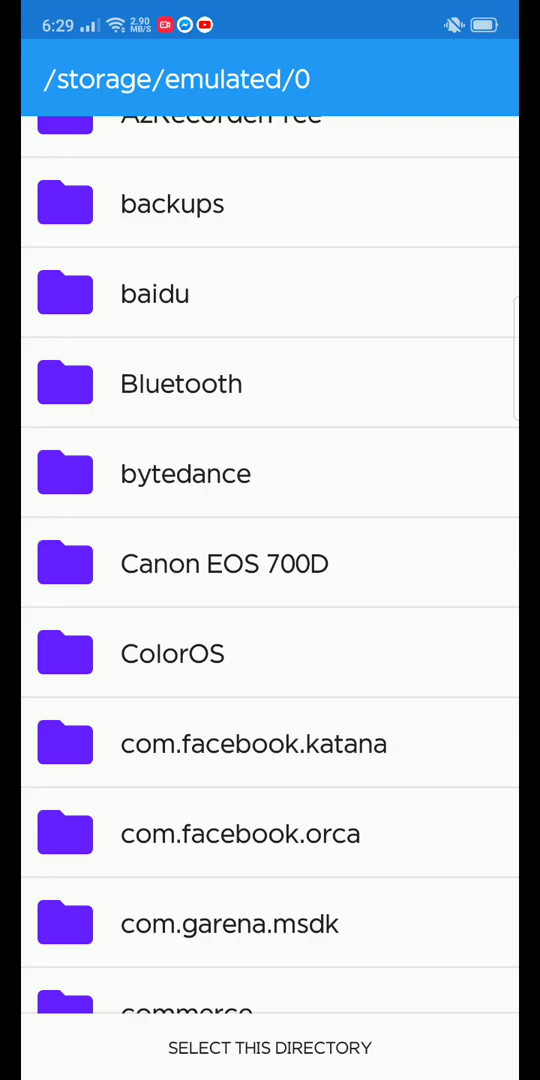 6:29 2.90 MB/S
/storage/emulated/0
backups
baidu
Bluetooth
bytedance
Canon EOS 700D
ColorOS
com.facebook.katana
com.facebook.orca
com.garena.msdk
commerce
SELECT THIS DIRECTORY